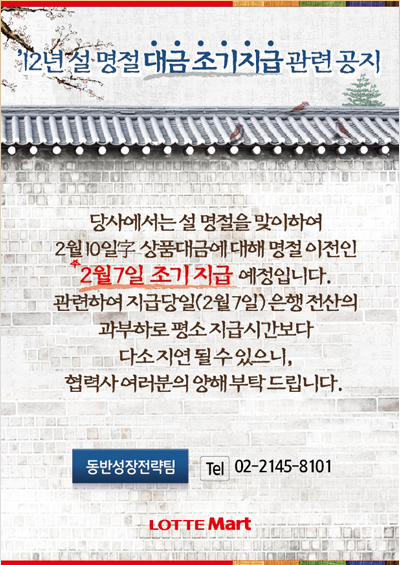 '12년 설 명절 대금 조기지급 관련 공지
당사에서는 설 명절을 맞이하여
2월 10일字 상품대금에 대해 명절 이전인
*2월 7일 조기 지급 예정입니다.
관련하여 지급당일(2월 7일) 은행 전산의
과부하로 평소 지급시간보다
다소 지연 될 수 있으니,
협력사 여러분의 양해 부탁 드립니다.
동반성장전략팀 Tel 02-2145-8101
LOTTE Mart